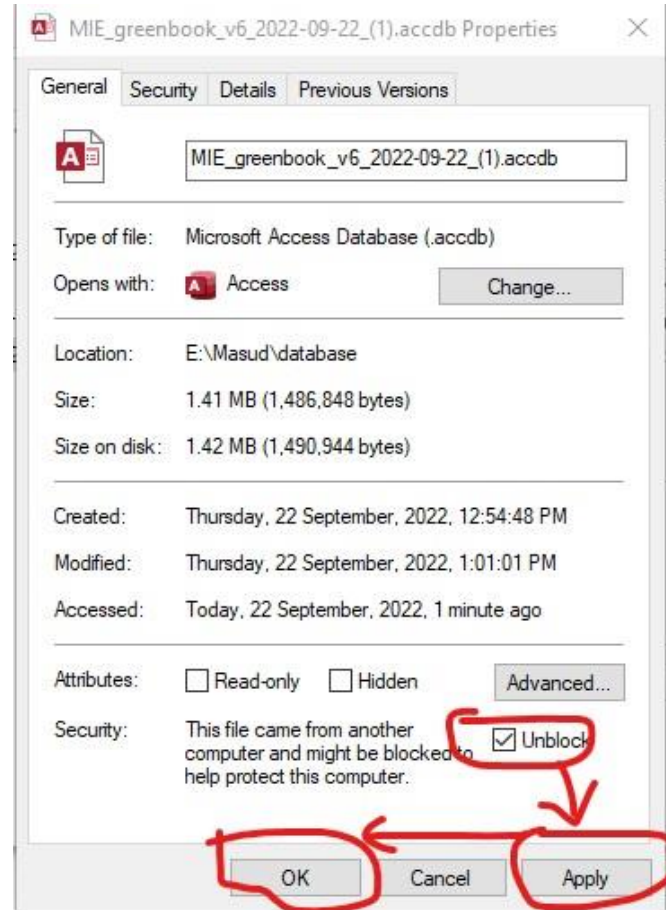 MIE_greenbook_v6_2022-09-22_(1).accdb Properties
General Security Details Previous Versions
MIE_greenbook_v6_2022-09-22_(1).accdb
Type of file: Microsoft Access Database (.accdb)
Opens with: Access Change...
Location: E:\Masud\database
Size: 1.41 MB (1,486,848 bytes)
Size on disk: 1.42 MB (1,490,944 bytes)
Created: Thursday, 22 September, 2022, 12:54:48 PM
Modified: Thursday, 22 September, 2022, 1:01:01 PM
Accessed: Today, 22 September, 2022, 1 minute ago
Attributes: Read-only Hidden Advanced...
Security: This file came from another
computer and might be blocked to
help protect this computer.
Unblock
OK Cancel Apply